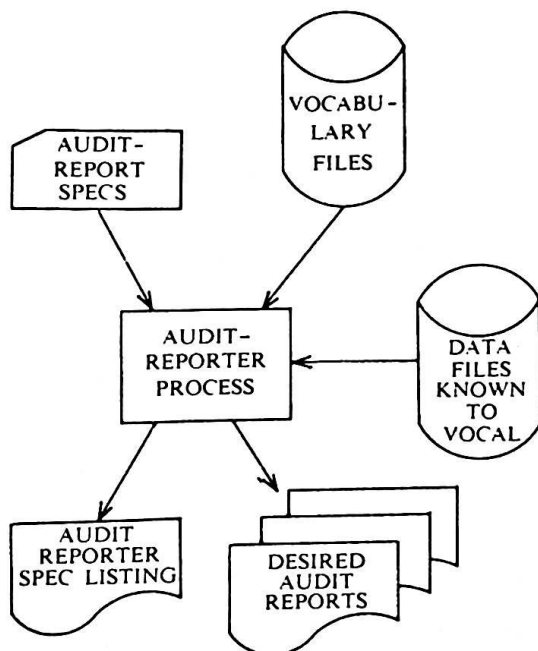 VOCABU-
LARY
FILES
AUDIT-
REPORT
SPECS
AUDIT-
REPORTER
PROCESS
DATA
FILES
KNOWN
TO
VOCAL
AUDIT
REPORTER
SPEC LISTING
DESIRED
AUDIT
REPORTS